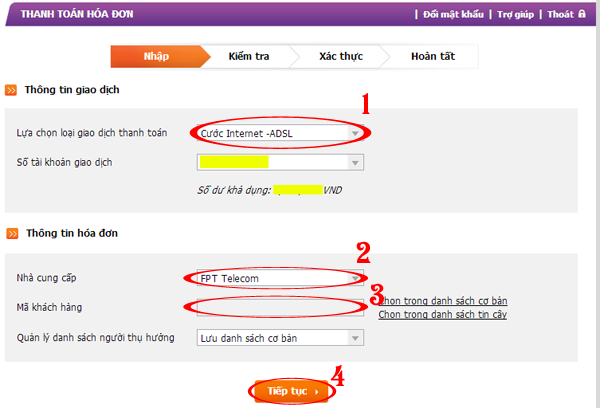 THANH TOÁN HÓA ĐƠN
| Đổi mật khẩu | Trợ giúp | Thoát
Nhập Kiểm tra Xác thực Hoàn tất
Thông tin giao dịch
1
Lựa chọn loại giao dịch thanh toán Cước Internet -ADSL
Số tài khoản giao dịch
Số dư khả dụng: VND
Thông tin hóa đơn
2
Nhà cung cấp FPT Telecom
3
Mã khách hàng Chọn trong danh sách cơ bản
Chọn trong danh sách tin cậy
Quản lý danh sách người thụ hưởng Lưu danh sách cơ bản
4
Tiếp tục ›